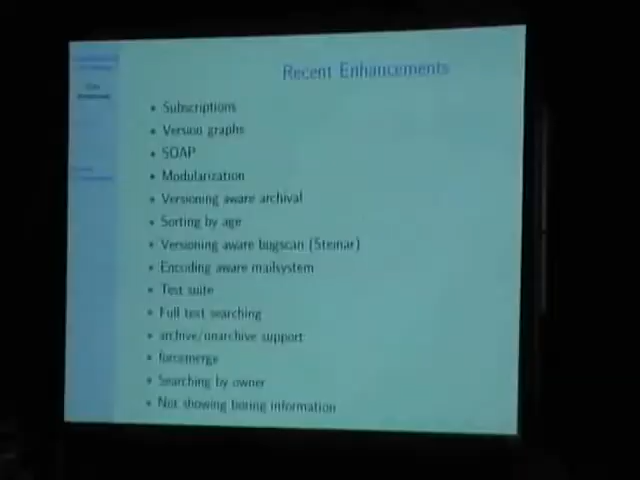 Recent Enhancements
• Subscriptions
• Version graphs
• SOAP
• Modularization
• Versioning aware archival
• Sorting by age
• Versioning aware bugscan (Steinar)
• Encoding aware mailsystem
• Test suite
• Full text searching
• archive/unarchive support
• forcemerge
• Searching by owner
• Not showing boring information